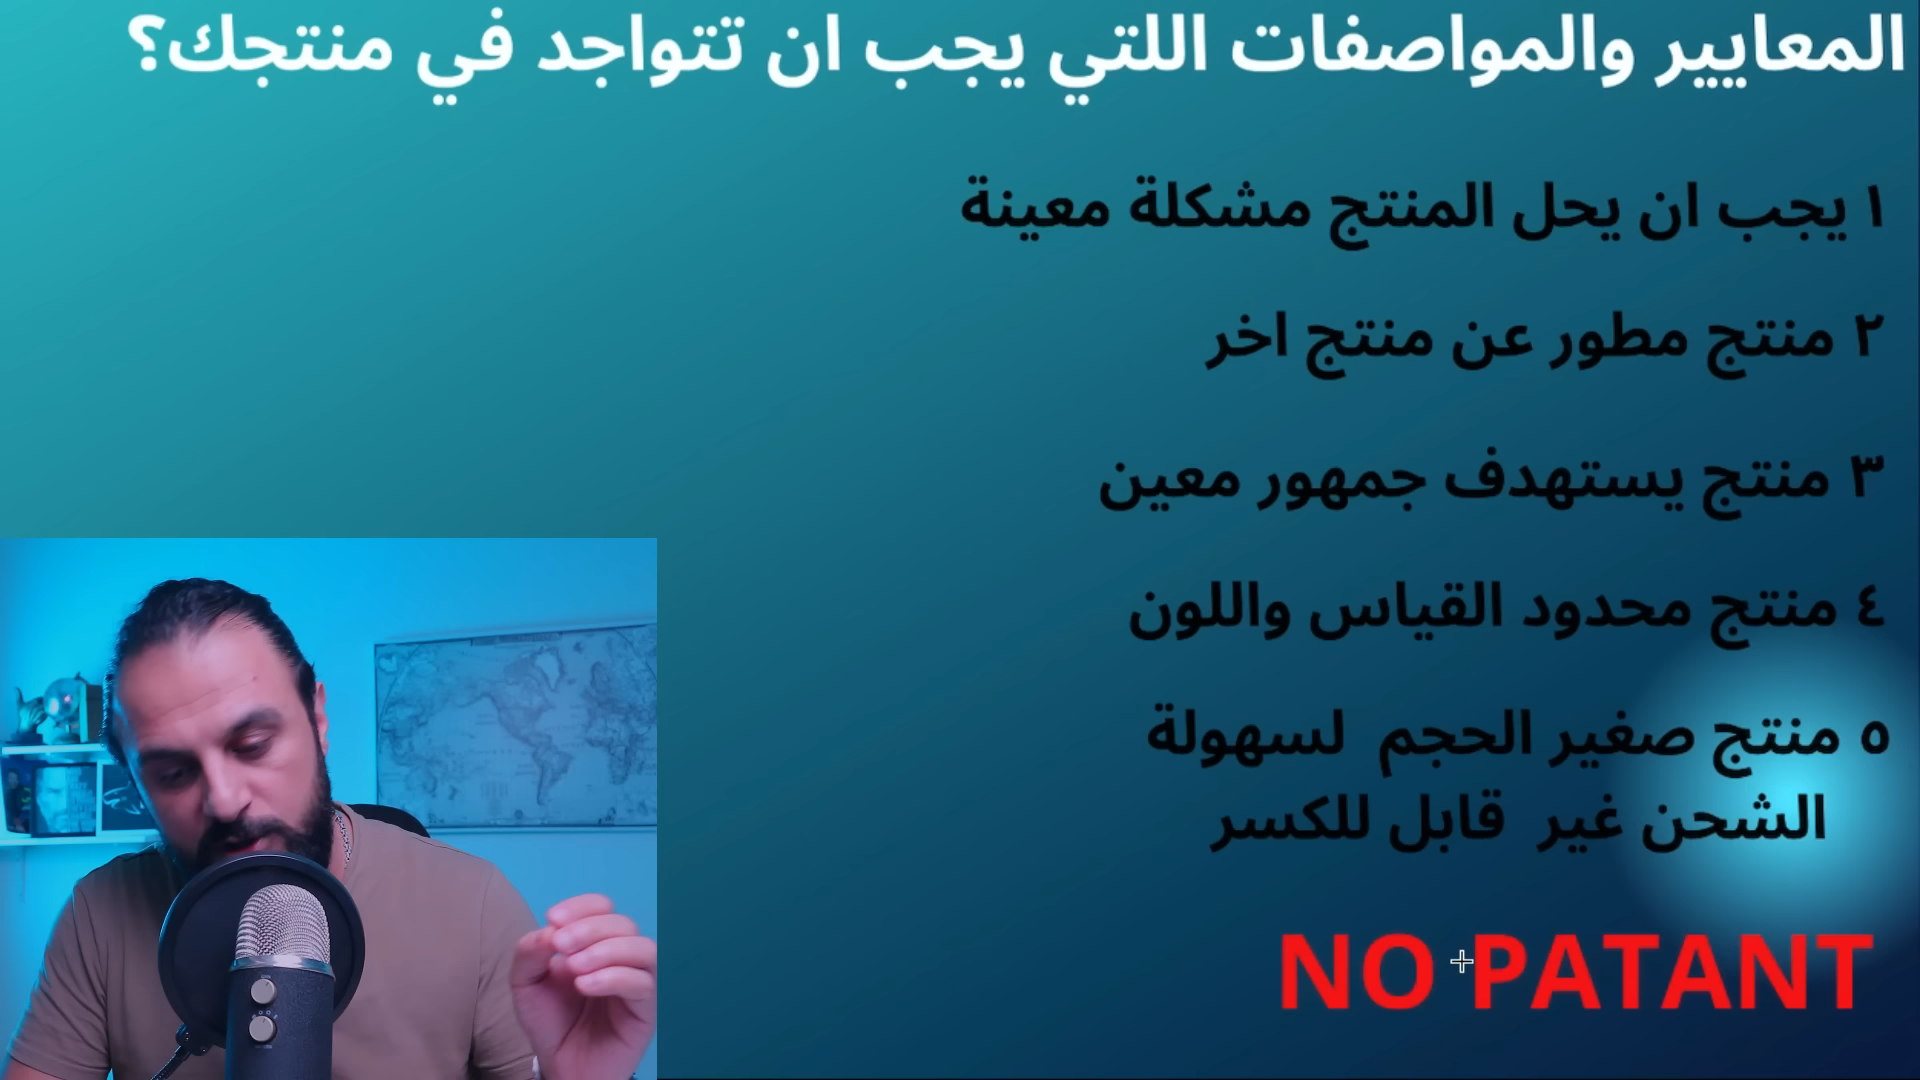 المعايير والمواصفات اللتي يجب ان تتواجد في منتجك؟
١ يجب ان يحل المنتج مشكلة معينة
٢ منتج مطور عن منتج اخر
٣ منتج يستهدف جمهور معين
٤ منتج محدود القياس واللون
٥ منتج صغير الحجم لسهولة
الشحن غير قابل للكسر
NO PATANT